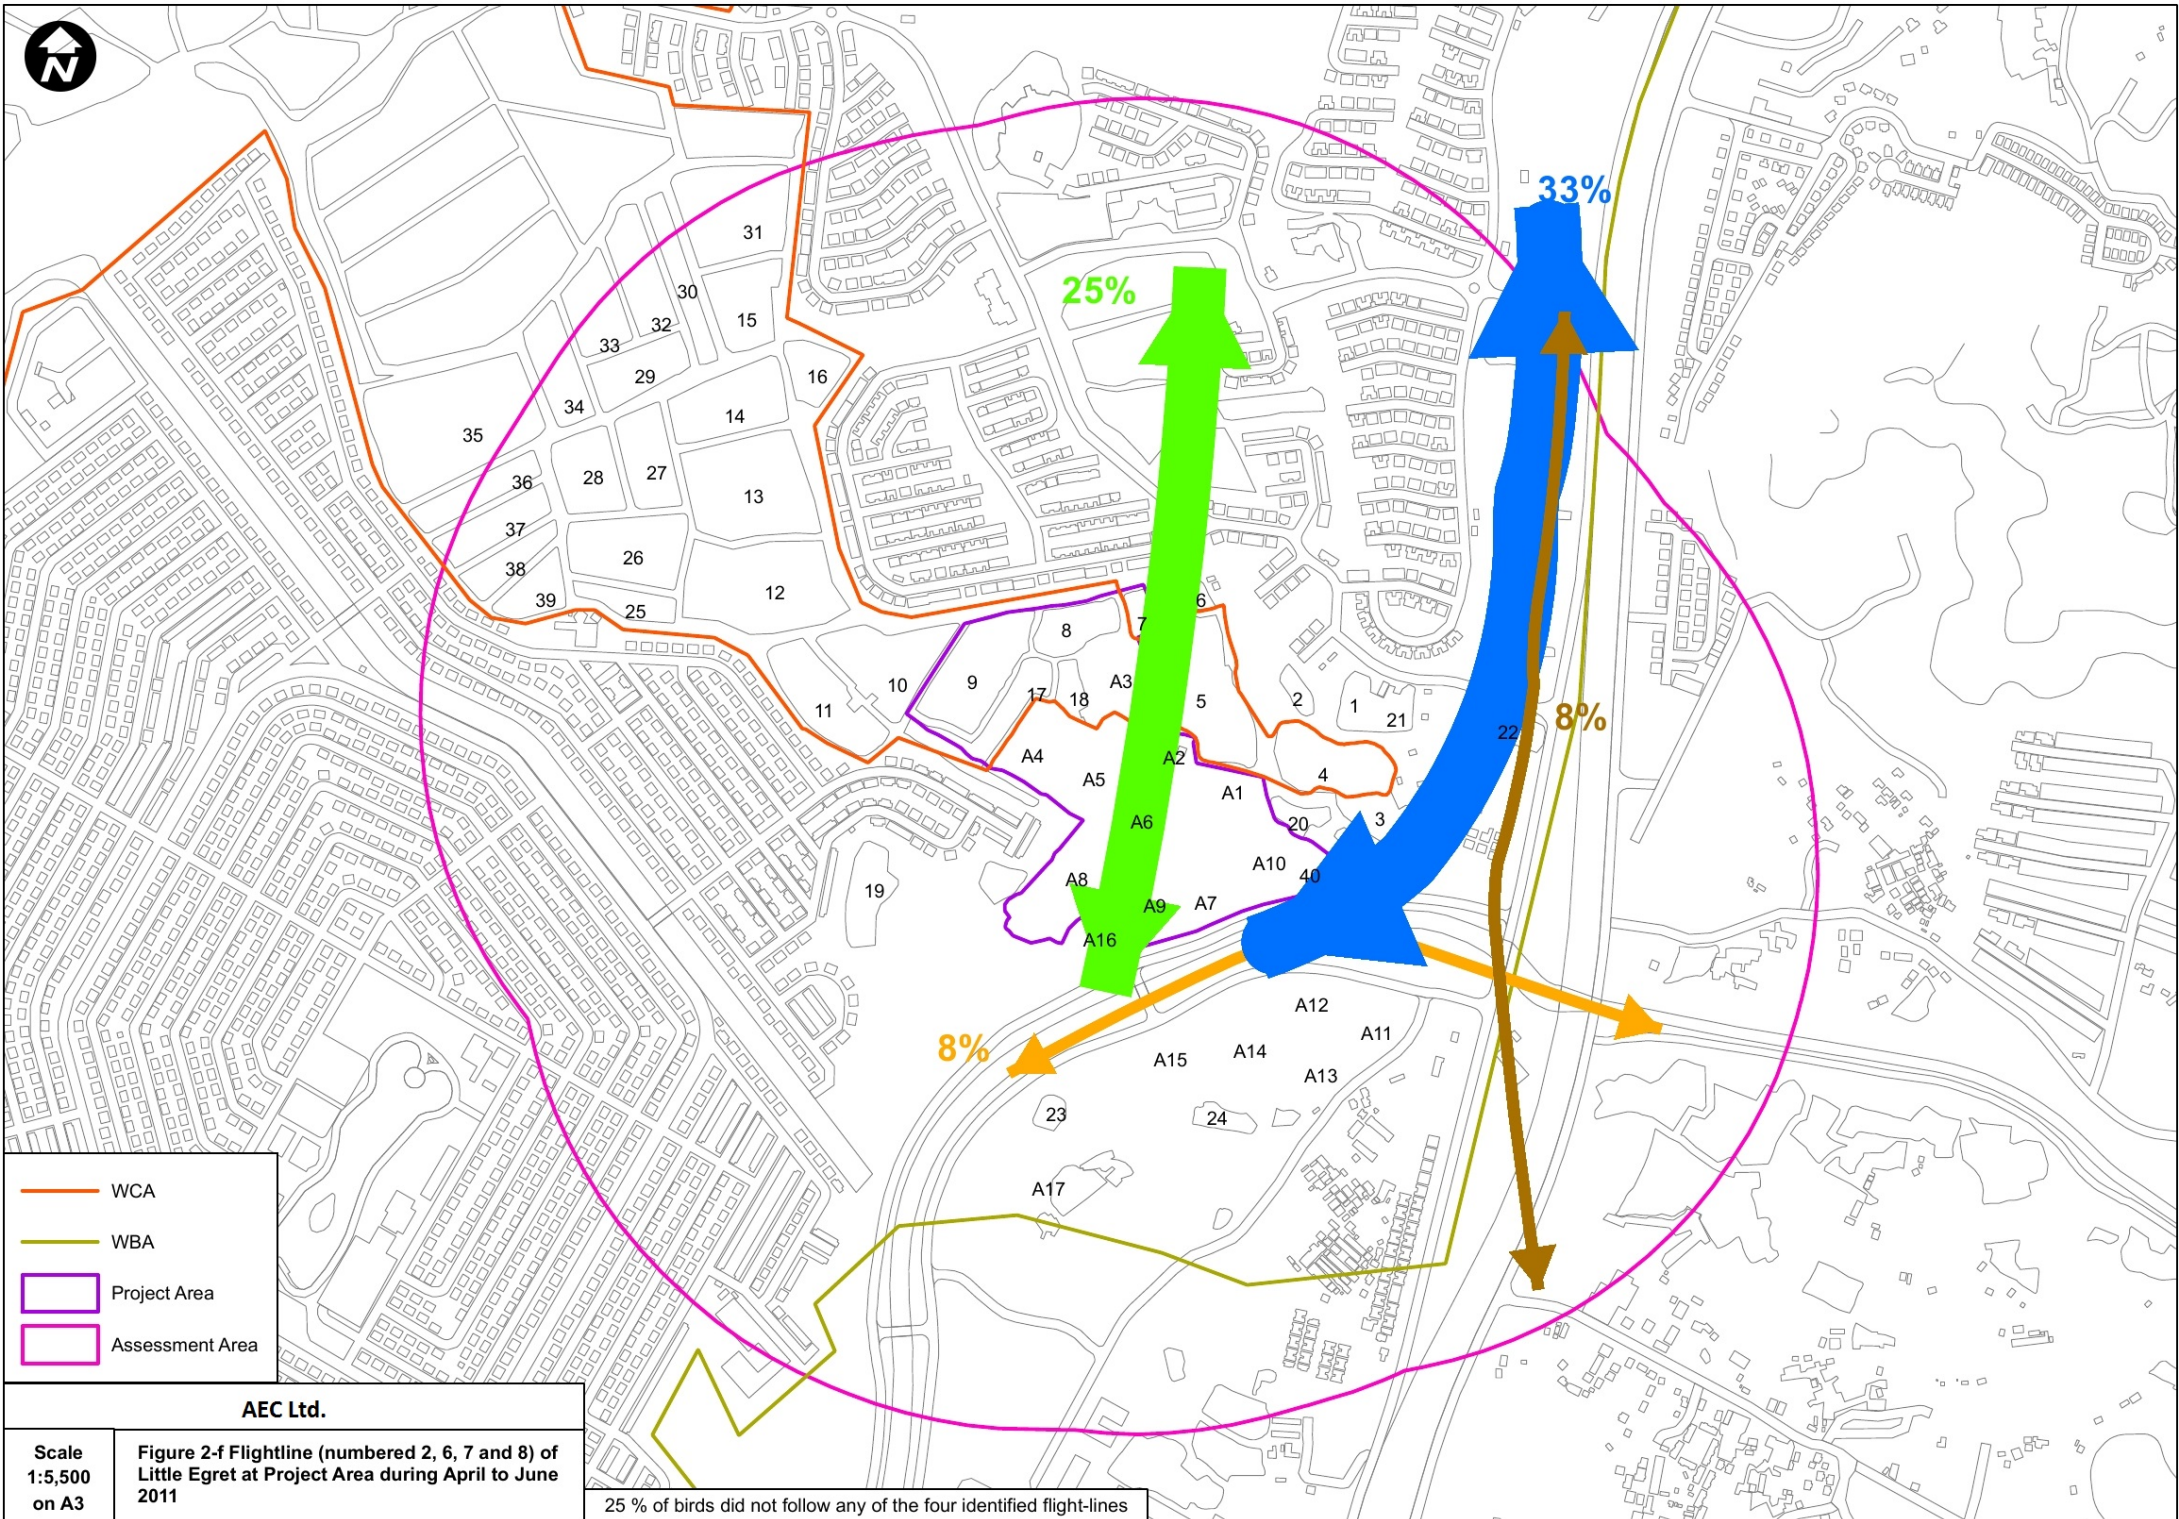 N
33%
25%
31
30
15
32
33
29
16
34
14
35
36
28
27
13
37
26
38
12
39
25
6
7
8
10
9
17
18
A3
5
2
1
21
11
22
8%
A4
A2
A5
4
A1
A6
20
3
A10
40
A8
19
A9
A7
A16
A12
A11
8%
A15
A14
A13
23
24
A17
WCA
WBA
Project Area
Assessment Area
AEC Ltd.
Scale
1:5,500
on A3
Figure 2-f Flightline (numbered 2, 6, 7 and 8) of
Little Egret at Project Area during April to June
2011
25 % of birds did not follow any of the four identified flight-lines